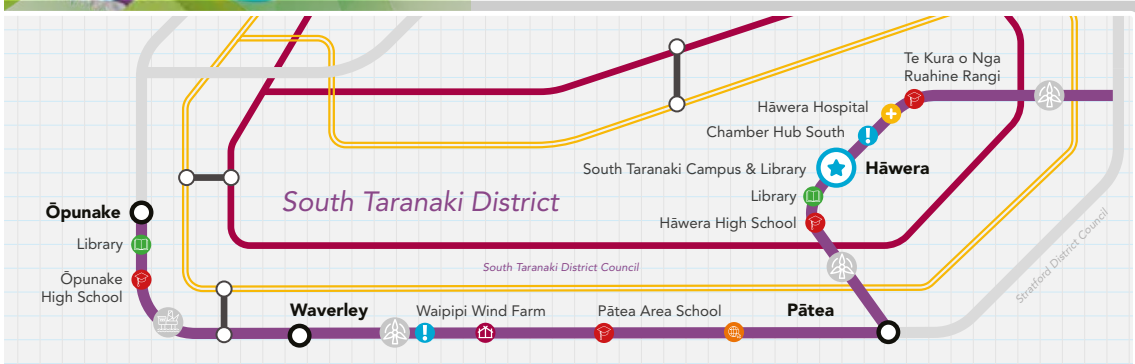 Te Kura o Nga
Ruahine Rangi
Hāwera Hospital
Chamber Hub South
South Taranaki Campus & Library
Hāwera
Library
Hāwera High School
South Taranaki District
Ōpunake
Library
Ōpunake
High School
South Taranaki District Council
Stratford District Council
Waverley
Waipipi Wind Farm
Pātea Area School
Pātea